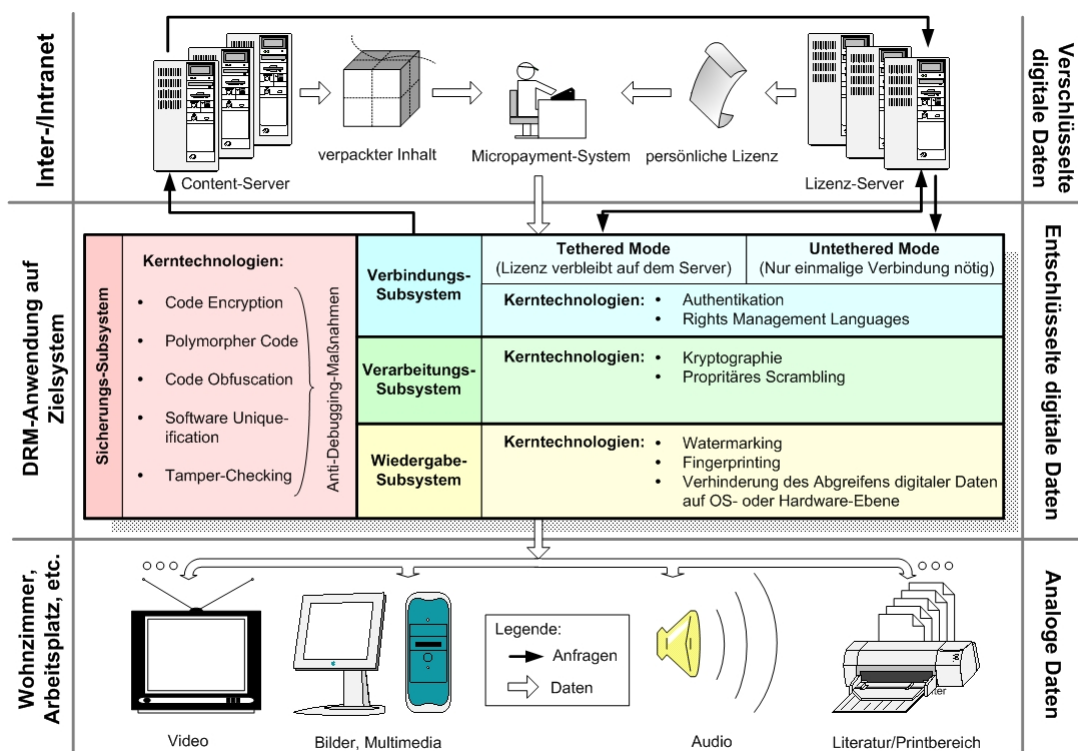 Inter-/Intranet
Verschlüsselte
digitale Daten
verpackter Inhalt
Micropayment-System
persönliche Lizenz
Content-Server
Lizenz-Server
DRM-Anwendung auf
Zielsystem
Entschlüsselte digitale Daten
Sicherungs-Subsystem
Kerntechnologien:
• Code Encryption
• Polymorpher Code
• Code Obfuscation
• Software Unique-
ification
• Tamper-Checking
Anti-Debugging-Maßnahmen
Verbindungs-
Subsystem
Tethered Mode
(Lizenz verbleibt auf dem Server)
Untethered Mode
(Nur einmalige Verbindung nötig)
Kerntechnologien: • Authentikation
• Rights Management Languages
Verarbeitungs-
Subsystem
Kerntechnologien: • Kryptographie
• Propritäres Scrambling
Wiedergabe-
Subsystem
Kerntechnologien: • Watermarking
• Fingerprinting
• Verhinderung des Abgreifens digitaler Daten
auf OS- oder Hardware-Ebene
Wohnzimmer,
Arbeitsplatz, etc.
Analoge Daten
Legende:
Anfragen
Daten
Video
Bilder, Multimedia
Audio
Literatur/Printbereich